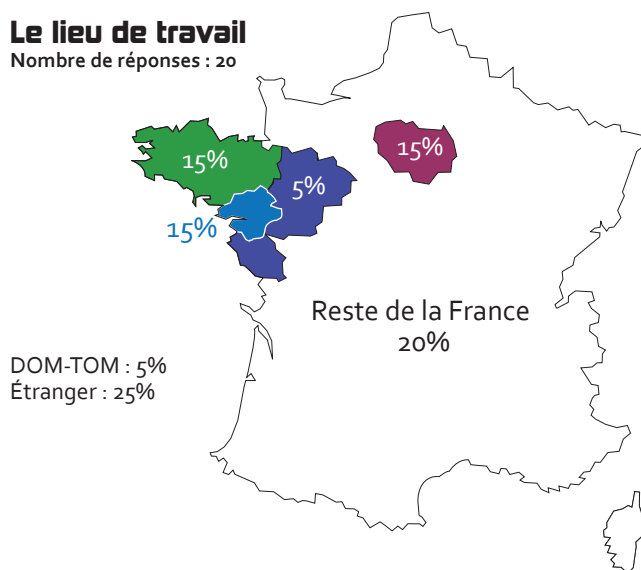 Le lieu de travail
Nombre de réponses : 20
15%
15%
5%
15%
Reste de la France
20%
DOM-TOM : 5%
Étranger : 25%